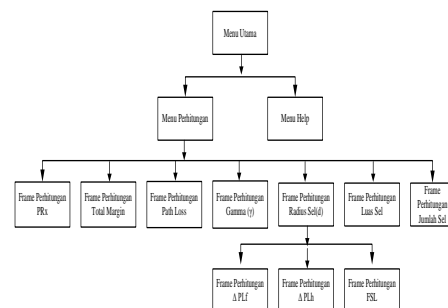 Menu Utama
Menu Perhitungan
Menu Help
Frame Perhitungan
PRx
Frame Perhitungan
Total Margin
Frame Perhitungan
Path Loss
Frame Perhitungan
Gamma (γ)
Frame Perhitungan
Radius Sel(d)
Frame Perhitungan
Luas Sel
Frame
Perhitungan
Jumlah Sel
Frame Perhitungan
Δ PLf
Frame Perhitungan
Δ PLh
Frame Perhitungan
FSL